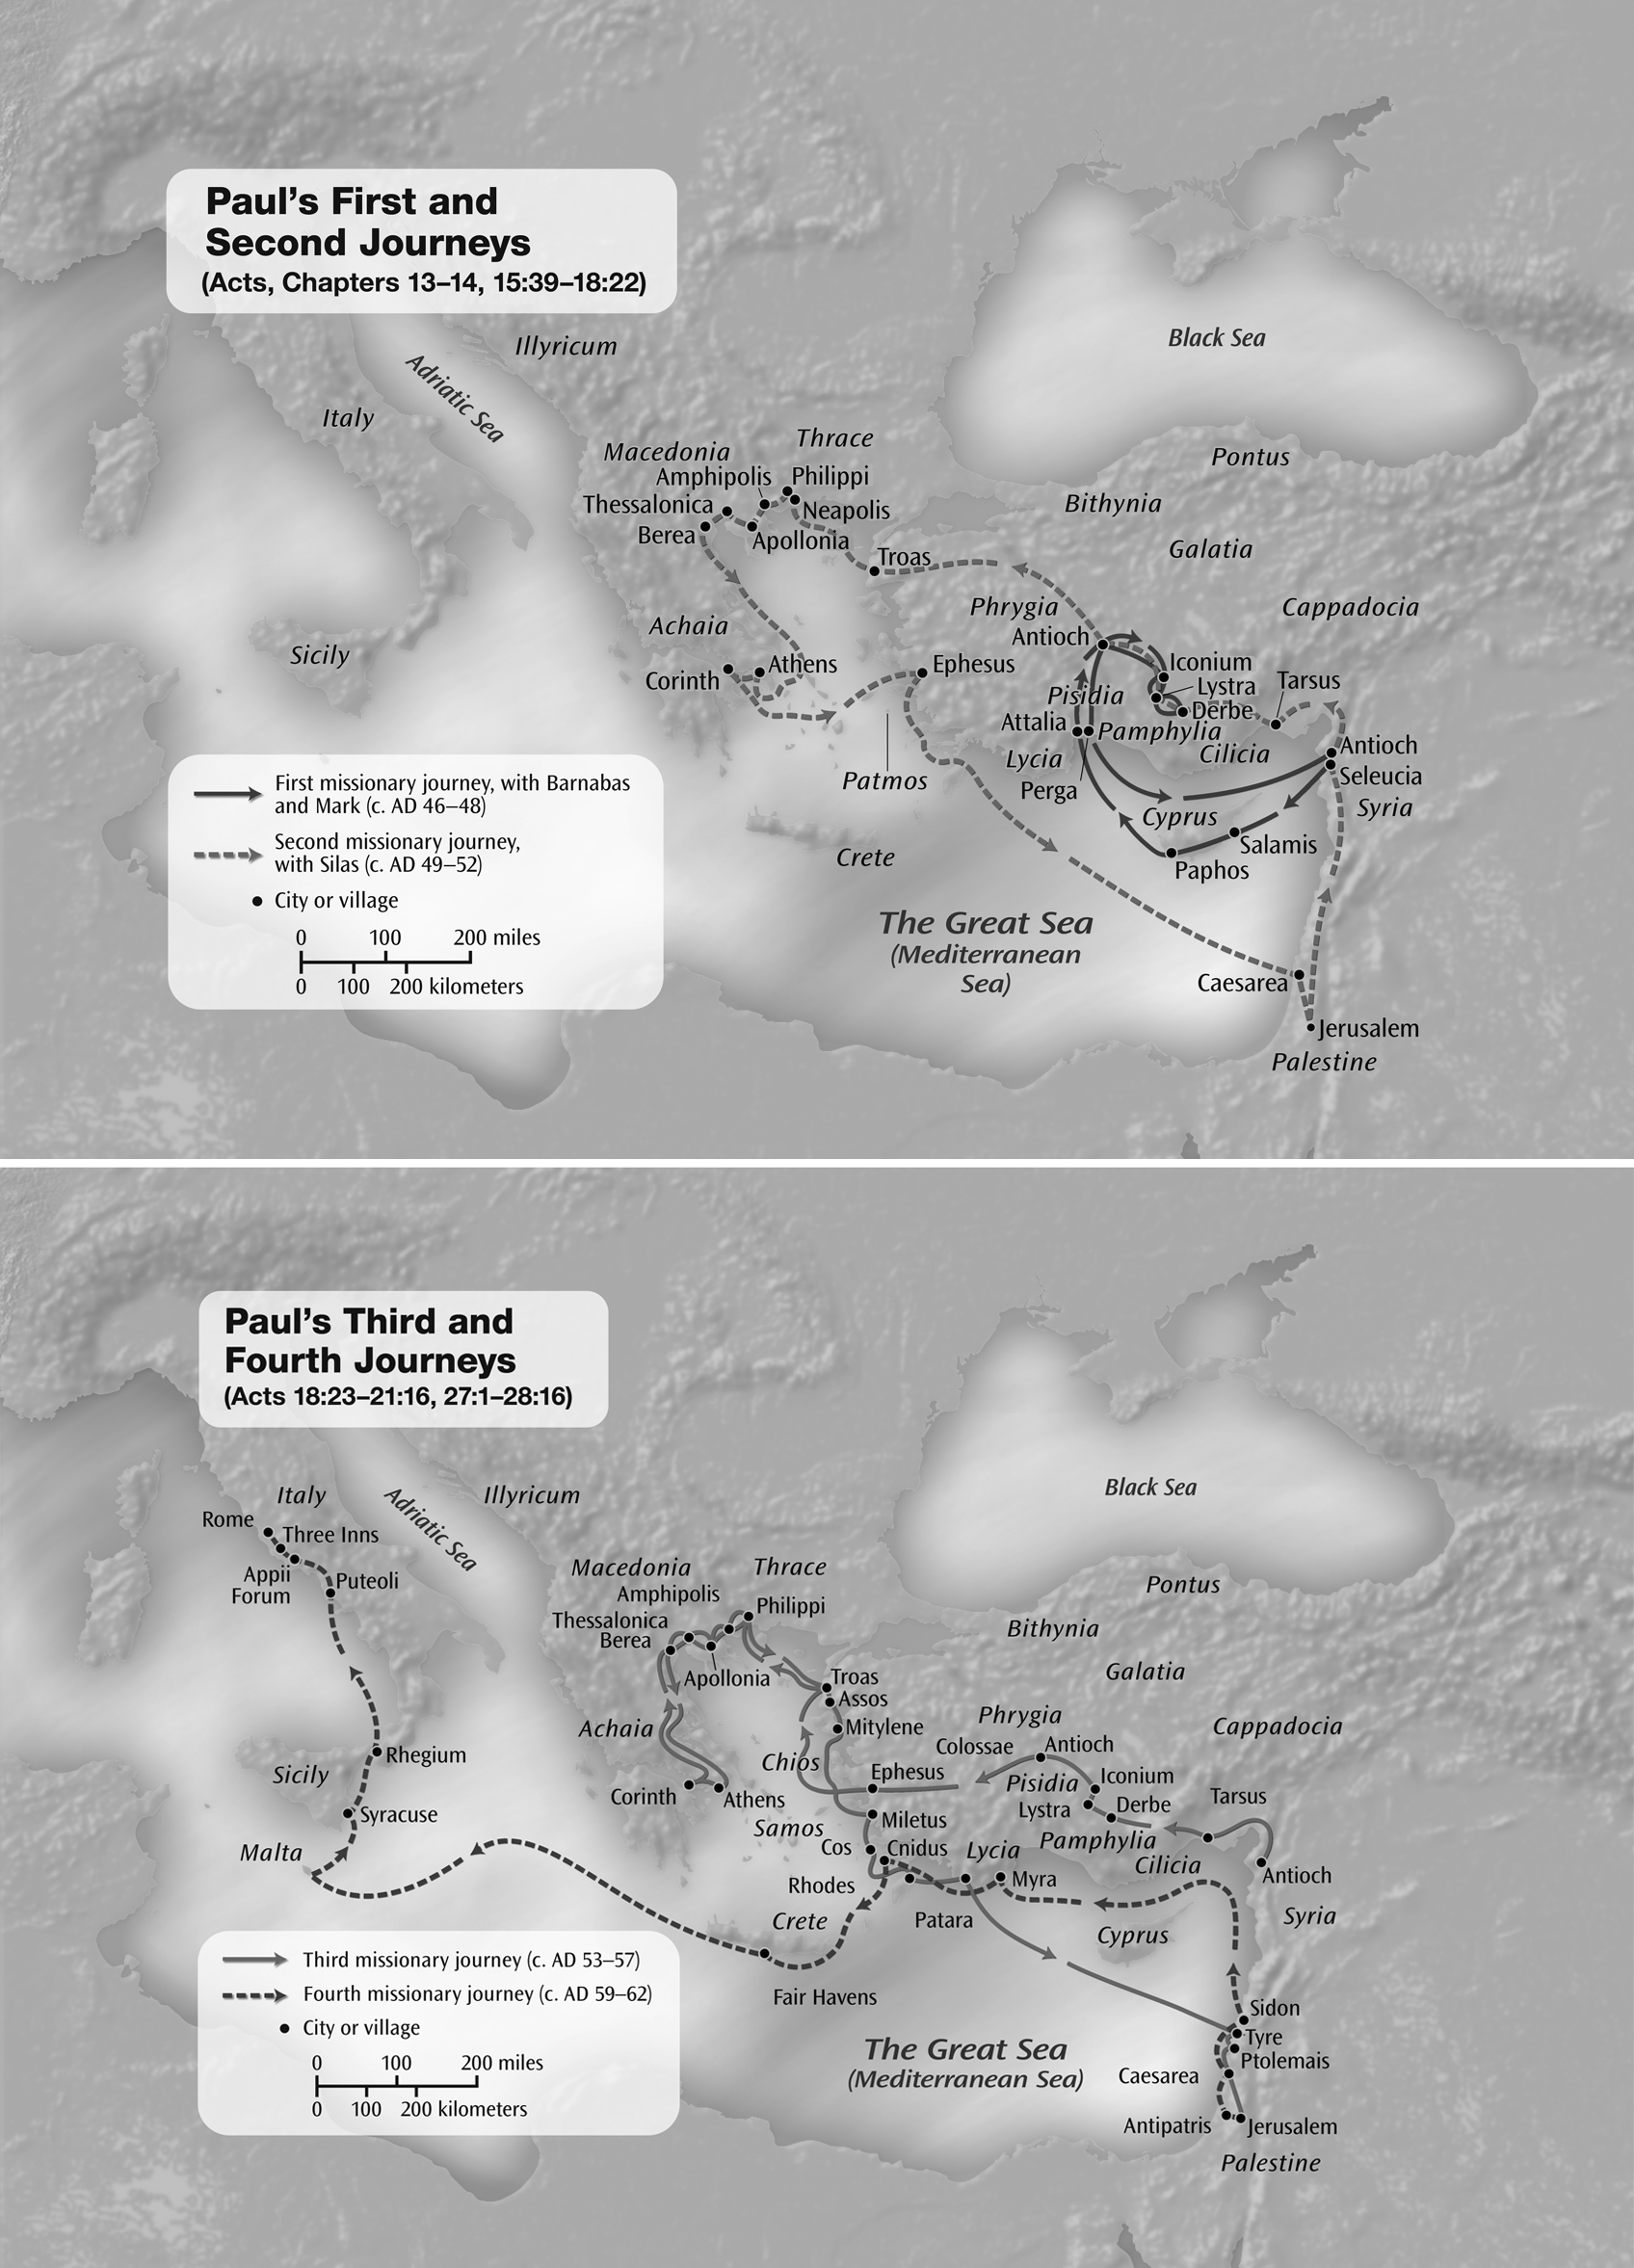 Paul's First and
Second Journeys
(Acts, Chapters 13–14, 15:39–18:22)
Illyricum
Black Sea
Adriatic Sea
Italy
Macedonia
Thrace
Pontus
Amphipolis
Philippi
Thessalonica
Neapolis
Bithynia
Berea
Apollonia
Galatia
Troas
Phrygia
Cappadocia
Achaia
Antioch
Sicily
Athens
Ephesus
Iconium
Corinth
Pisidia
Lystra
Tarsus
Derbe
Attalia
Pamphylia
Lycia
Cilicia
Antioch
Patmos
Perga
Seleucia
Cyprus
Syria
Salamis
Crete
Paphos
First missionary journey, with Barnabas
and Mark (c. AD 46–48)
Second missionary journey,
with Silas (c. AD 49–52)
City or village
0 100 200 miles
0 100 200 kilometers
The Great Sea
(Mediterranean
Sea)
Caesarea
Jerusalem
Palestine
Paul's Third and
Fourth Journeys
(Acts 18:23–21:16, 27:1–28:16)
Italy
Adriatic Sea
Illyricum
Black Sea
Rome
Three Inns
Appii
Forum
Puteoli
Macedonia
Thrace
Pontus
Amphipolis
Philippi
Thessalonica
Berea
Bithynia
Apollonia
Troas
Galatia
Assos
Phrygia
Achaia
Mitylene
Cappadocia
Colossae
Antioch
Rhegium
Chios
Sicily
Ephesus
Pisidia
Iconium
Corinth
Athens
Lystra
Derbe
Tarsus
Syracuse
Samos
Miletus
Malta
Cos
Cnidus
Lycia
Pamphylia
Cilicia
Rhodes
Myra
Antioch
Crete
Patara
Cyprus
Syria
Fair Havens
Third missionary journey (c. AD 53–57)
Fourth missionary journey (c. AD 59–62)
City or village
0 100 200 miles
0 100 200 kilometers
The Great Sea
(Mediterranean Sea)
Sidon
Tyre
Ptolemais
Caesarea
Antipatris
Jerusalem
Palestine